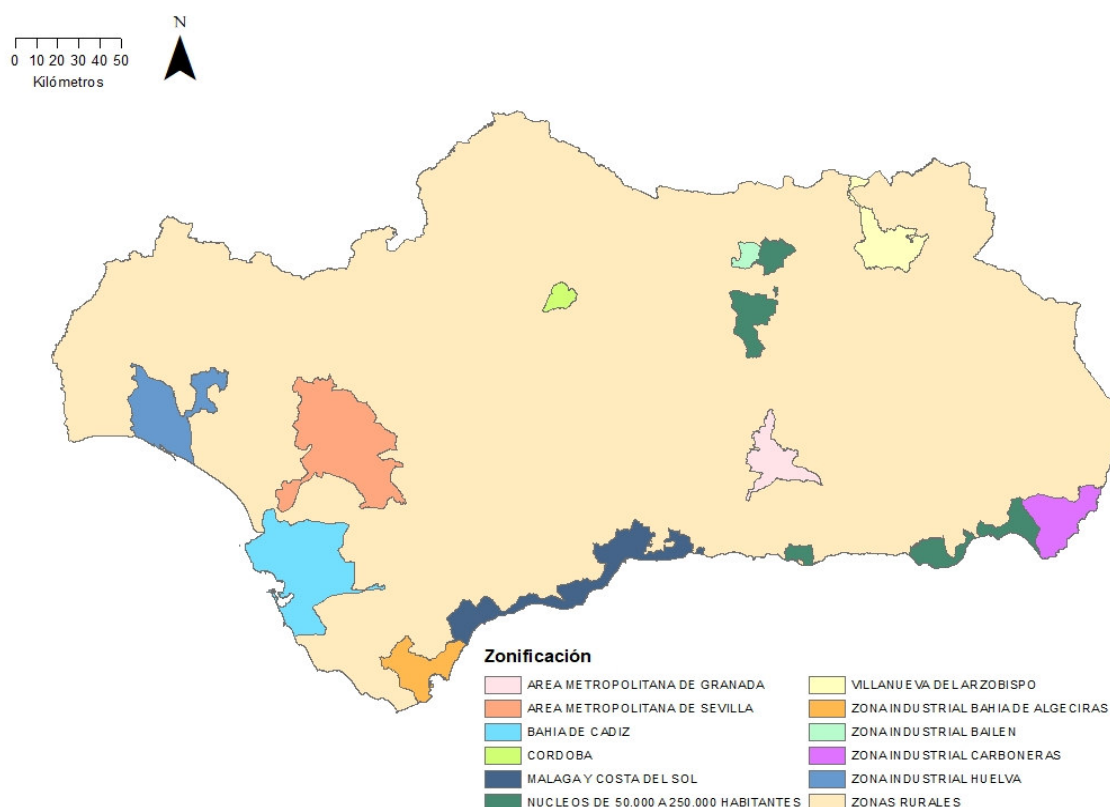 N
0 10 20 30 40 50
Kilómetros
Zonificación
AREA METROPOLITANA DE GRANADA
AREA METROPOLITANA DE SEVILLA
BAHIA DE CADIZ
CORDOBA
MALAGA Y COSTA DEL SOL
NUCLEOS DE 50.000 A 250.000 HABITANTES
VILLANUEVA DEL ARZOBISPO
ZONA INDUSTRIAL BAHIA DE ALGECIRAS
ZONA INDUSTRIAL BAILEN
ZONA INDUSTRIAL CARBONERAS
ZONA INDUSTRIAL HUELVA
ZONAS RURALES